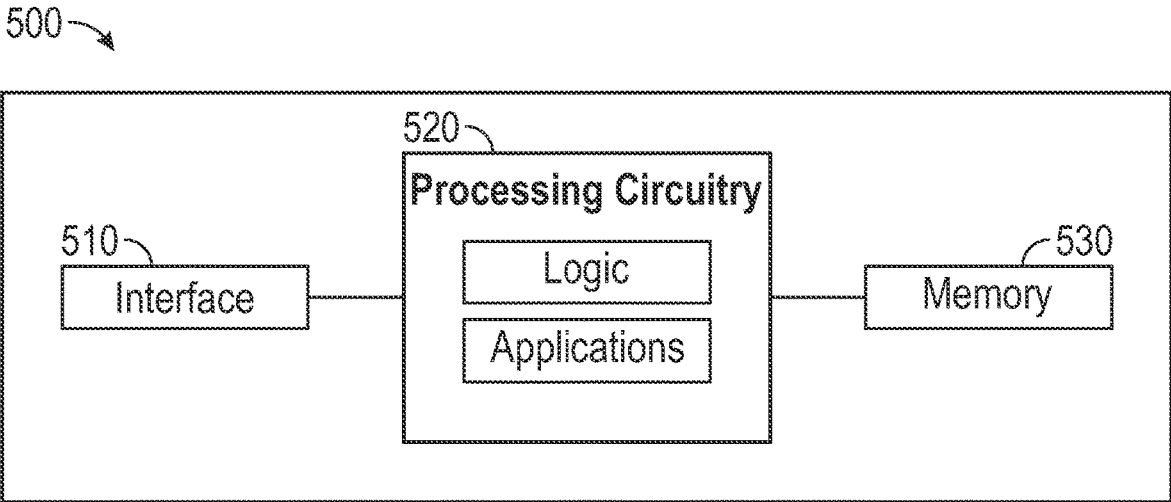 500
520
Processing Circuitry
510
530
Logic
Interface
Memory
Applications